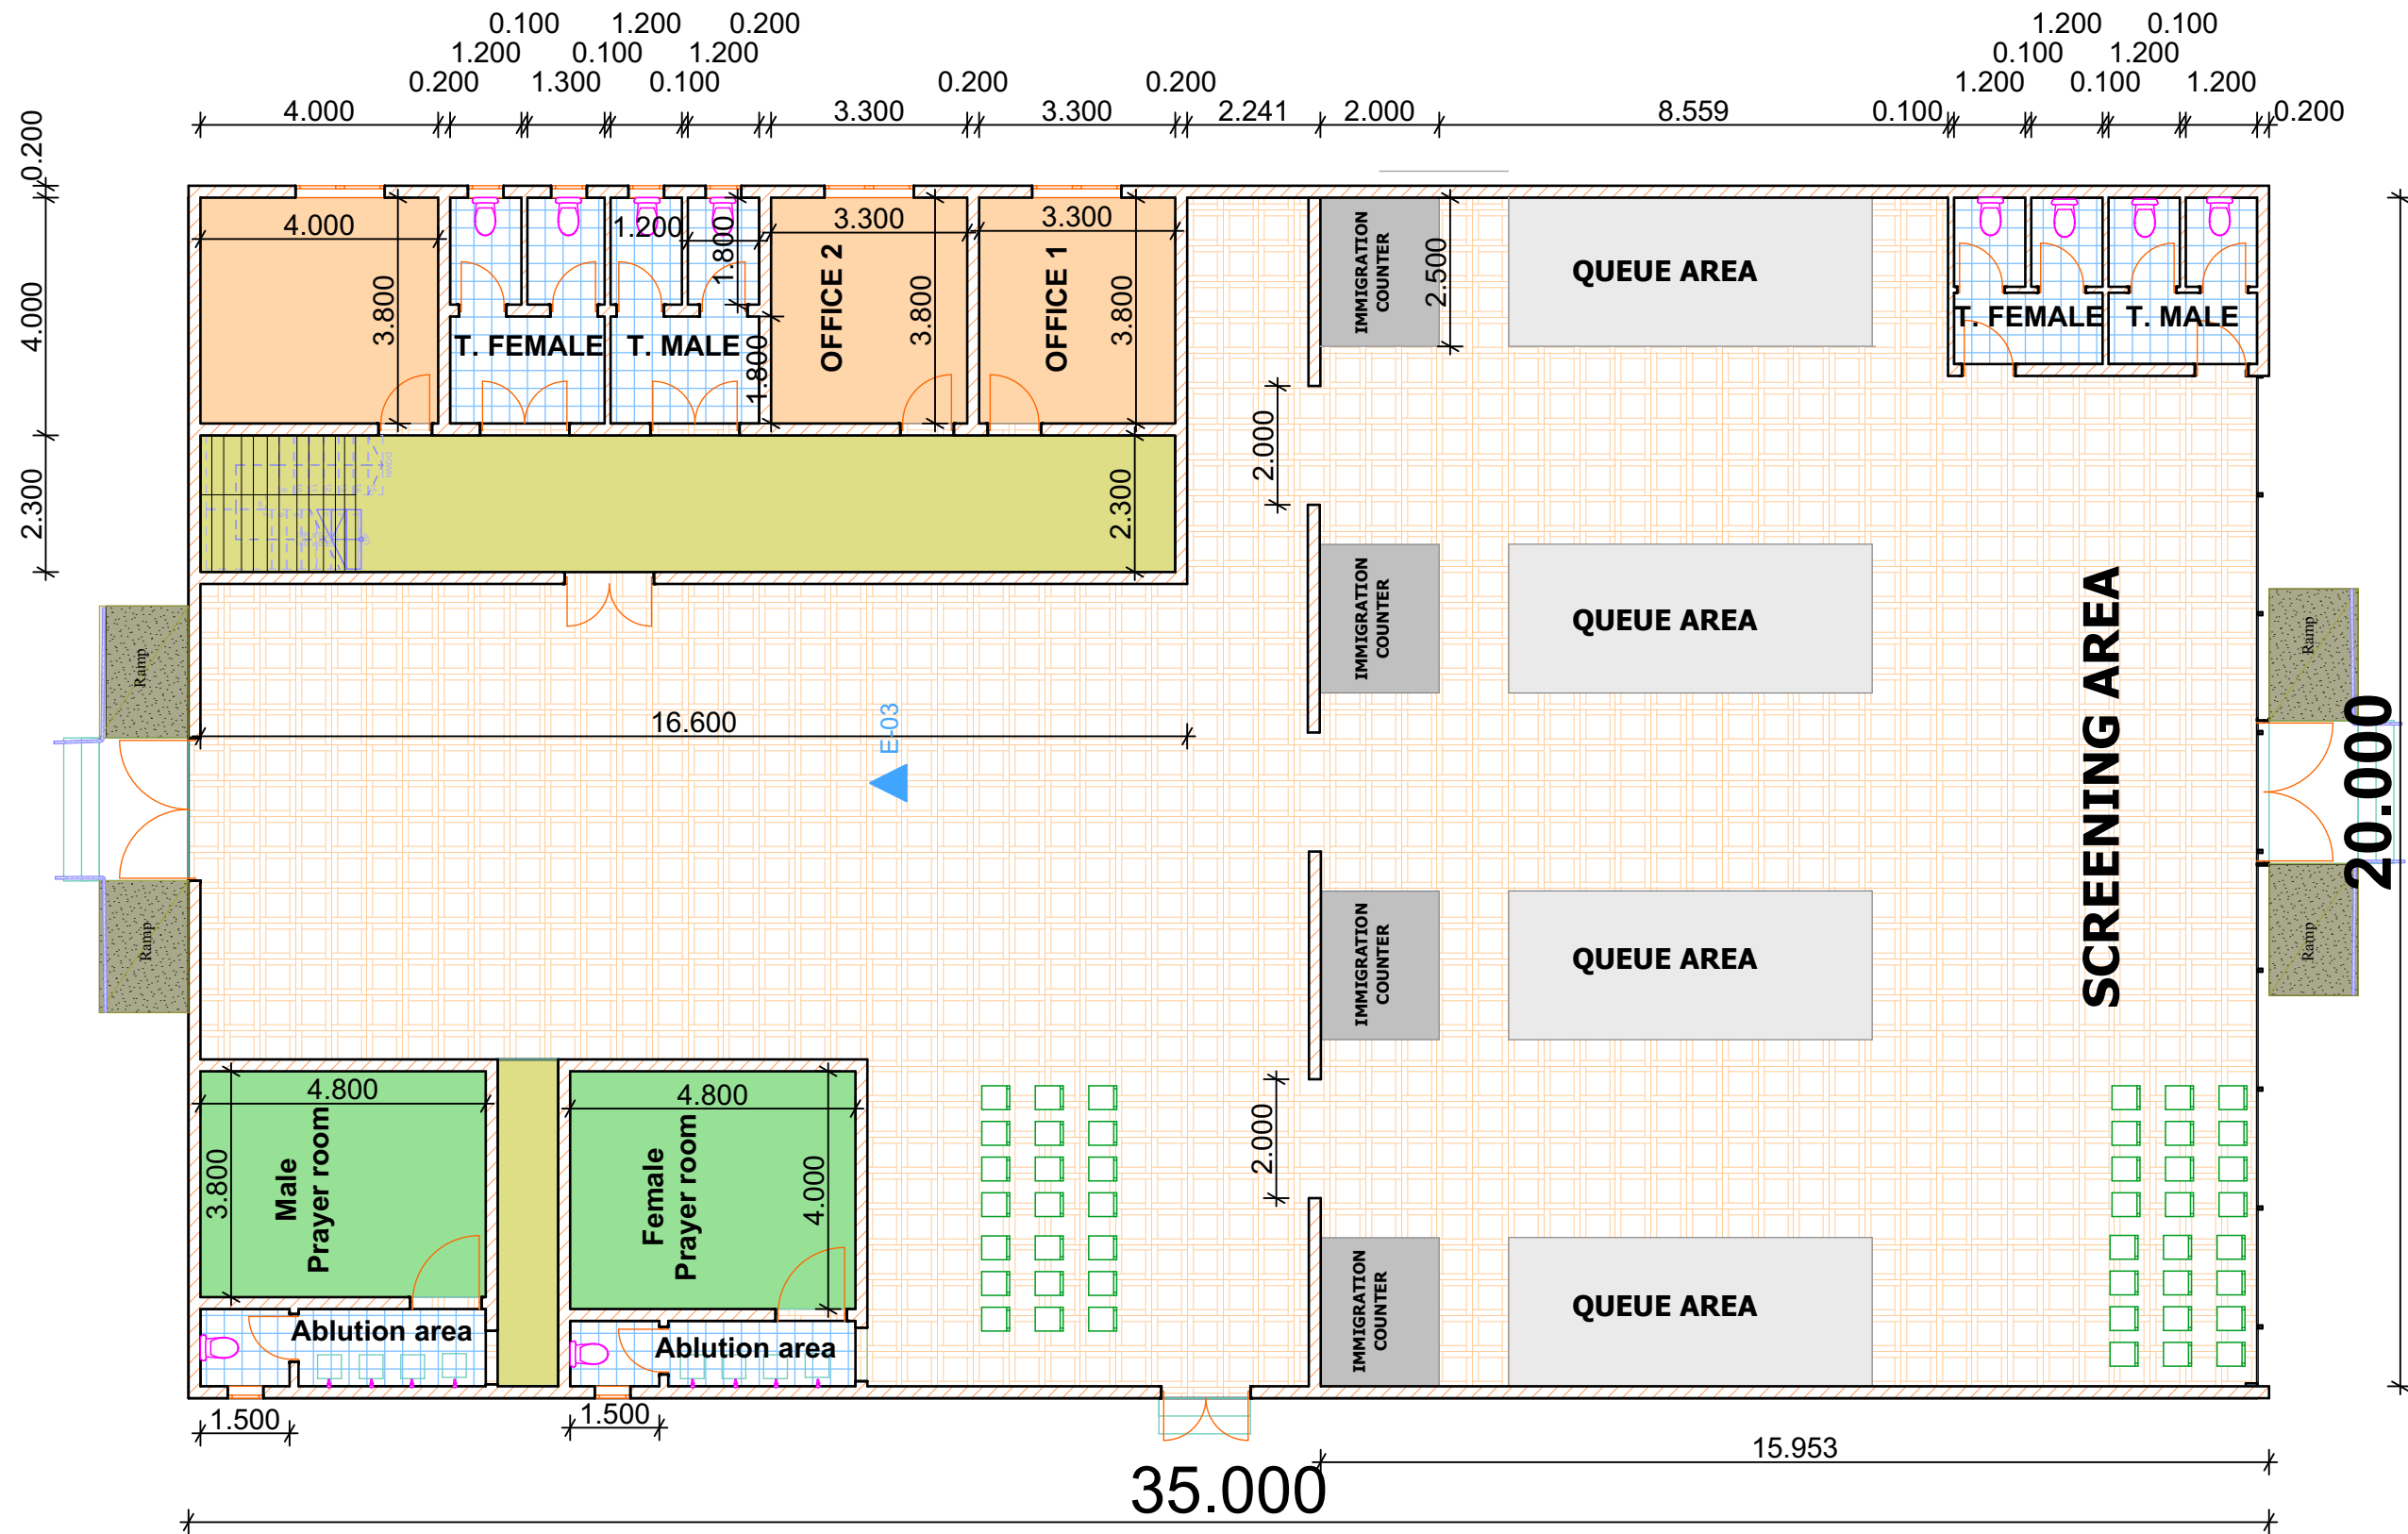 0.100 1.200 0.200
1.200 0.100 1.200
0.200 1.300 0.100 0.200 0.200
4.000 3.300 3.300 2.241 2.000 8.559 0.100 0.200
1.200 0.100
0.100 1.200
1.200 0.100 1.200
0.200
4.000
2.300
4.000
3.800
1.200
1.800
1.800
T. FEMALE
T. MALE
3.300
OFFICE 2
3.800
3.300
OFFICE 1
3.800
2.300
DOWN
UP
IMMIGRATION
COUNTER
2.500
QUEUE AREA
T. FEMALE
T. MALE
2.000
IMMIGRATION
COUNTER
QUEUE AREA
SCREENING AREA
Ramp
Ramp
16.600
E-03
20.000
Ramp
Ramp
IMMIGRATION
COUNTER
QUEUE AREA
4.800
3.800
Male
Prayer room
4.800
Female
Prayer room
4.000
2.000
IMMIGRATION
COUNTER
QUEUE AREA
Ablution area
Ablution area
1.500
1.500
15.953
35.000